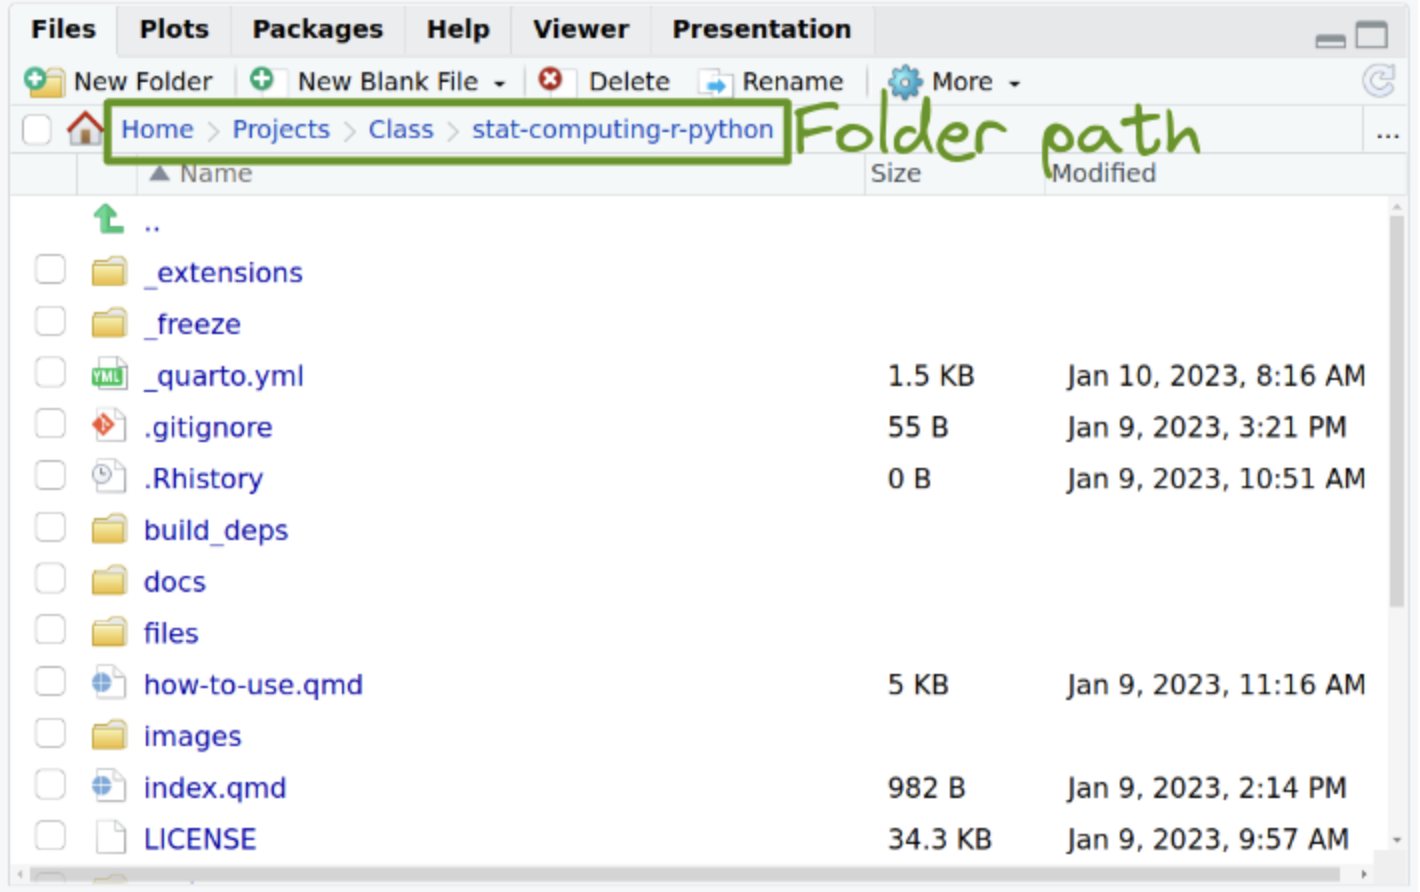 Files Plots Packages Help Viewer Presentation
New Folder New Blank File Delete Rename More
Home > Projects > Class > stat-computing-r-python Folder path ...
Name Size Modified
..
_extensions
_freeze
YML _quarto.yml 1.5 KB Jan 10, 2023, 8:16 AM
.gitignore 55 B Jan 9, 2023, 3:21 PM
.Rhistory 0 B Jan 9, 2023, 10:51 AM
build_deps
docs
files
how-to-use.qmd 5 KB Jan 9, 2023, 11:16 AM
images
index.qmd 982 B Jan 9, 2023, 2:14 PM
LICENSE 34.3 KB Jan 9, 2023, 9:57 AM